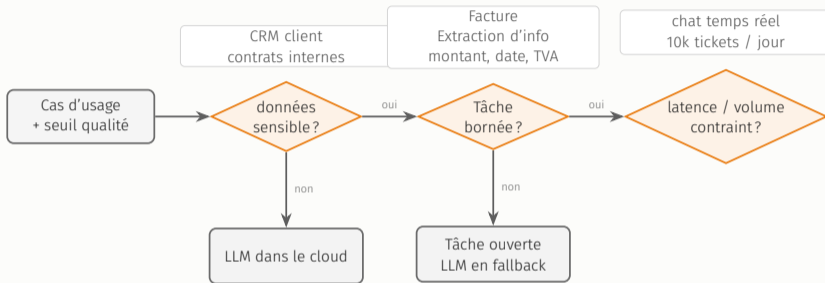 CRM client
contrats internes
Facture
Extraction d’info
montant, date, TVA
chat temps réel
10k tickets / jour
Cas d’usage
+ seuil qualité
données
sensible ?
oui
Tâche
bornée ?
oui
latence / volume
contraint ?
non
non
LLM dans le cloud
Tâche ouverte
LLM en fallback